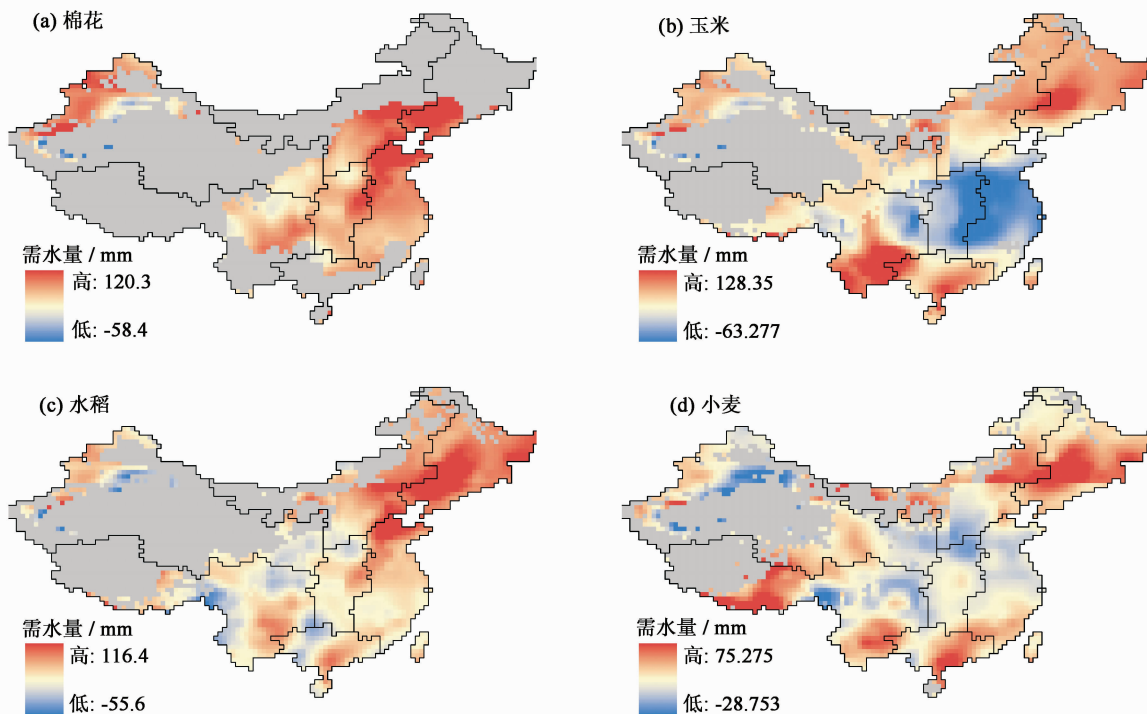 (a) 棉花
需水量 / mm
高: 120.3
低: -58.4
(b) 玉米
需水量 / mm
高: 128.35
低: -63.277
(c) 水稻
需水量 / mm
高: 116.4
低: -55.6
(d) 小麦
需水量 / mm
高: 75.275
低: -28.753